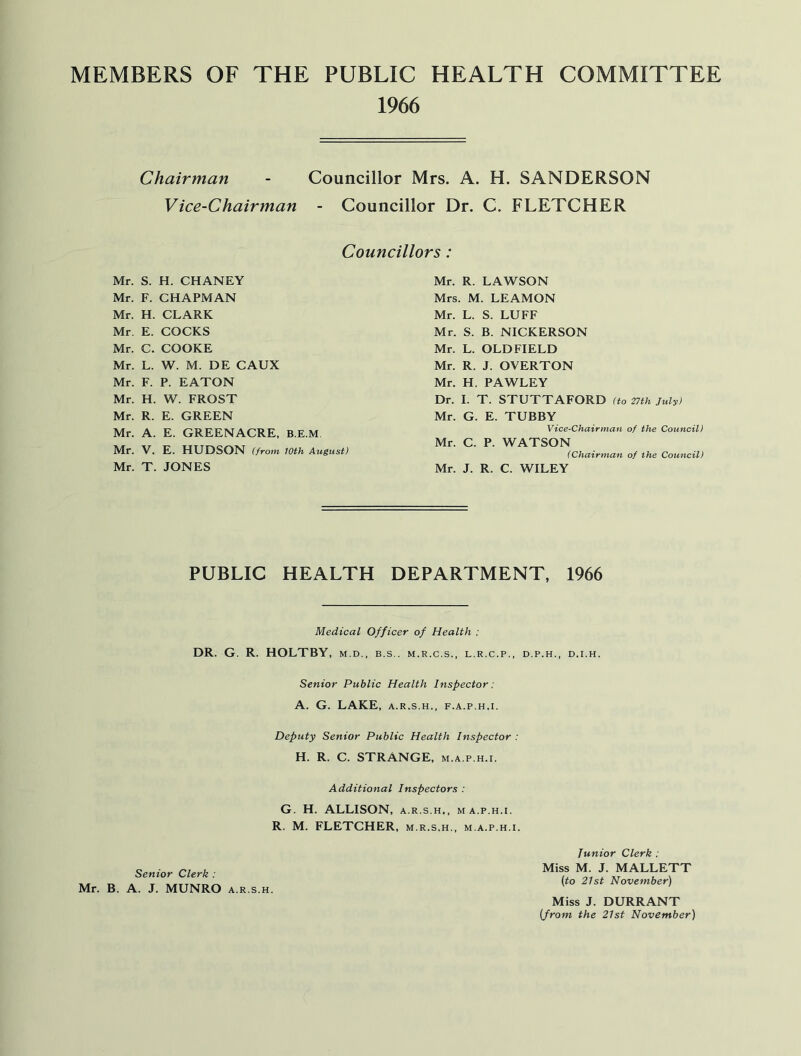 MEMBERS OF THE PUBLIC HEALTH COMMITTEE
1966
Chairman - Councillor Mrs. A. H. SANDERSON
Vice-Chairman - Councillor Dr. C. FLETCHER
Councillors :
Mr. S. H. CHANEY
Mr. F. CHAPMAN
Mr. H. CLARK
Mr. E. COCKS
Mr. C. COOKE
Mr. L. W. M. DE CAUX
Mr. F. P. EATON
Mr. H. W. FROST
Mr. R. E. GREEN
Mr. A. E. GREENACRE, B.E.M.
Mr. V. E. HUDSON (from 10th August)
Mr. T. JONES
Mr. R. LAWSON
Mrs. M. LEAMON
Mr. L. S. LUFF
Mr. S. B. NICKERSON
Mr. L. OLDFIELD
Mr. R. J. OVERTON
Mr. H. PAWLEY
Dr. I. T. STUTTAFORD (to 27th July)
Mr. G. E. TUBBY
Vice-Chairman of the Council)
Mr. C. P. WATSON
(Chairman of the Council)
Mr. J. R. C. WILEY
PUBLIC HEALTH DEPARTMENT, 1966
Medical Officer of Health :
DR. G. R. HOLTBY, M.D., B.S.. M.R.C.S., L.R.C.P., D.P.H., D.I.H.
Senior Public Health Inspector :
A. G. LAKE, A.R.S.H., F.A.P.H.I.
Deputy Senior Public Health Inspector :
H. R. C. STRANGE, M.A.P.H.I.
Additional Inspectors :
G. H. ALLISON, A.R.S.H., M A.P.H.I.
R. M. FLETCHER, M.R.S.H., M.A.P.H.I.
Senior Clerk :
Mr. B. A. J. MUNRO A.R.S.H.
Junior Clerk :
Miss M. J. MALLETT
(to 21st November)
Miss J. DURRANT
(from the 21st November)